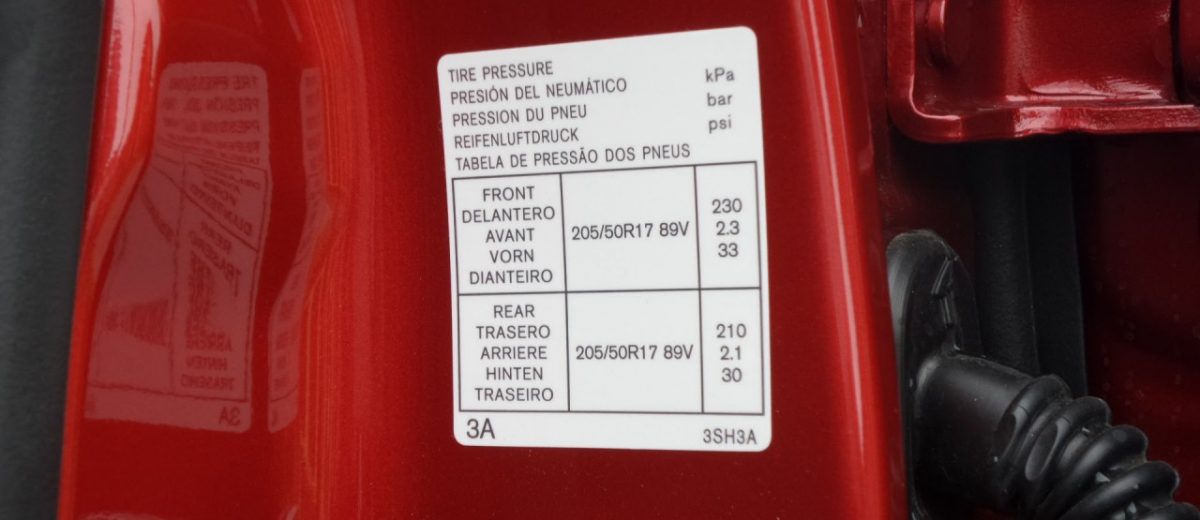 TIRE PRESSURE
PRESIÓN DEL NEUMÁTICO
PRESSION DU PNEU
REIFENLUFTDRUCK
TABELA DE PRESSÃO DOS PNEUS
kPa
bar
psi
FRONT
DELANTERO
AVANT
VORN
DIANTEIRO
205/50R17 89V
230
2.3
33
REAR
TRASERO
ARRIERE
HINTEN
TRASEIRO
205/50R17 89V
210
2.1
30
3A
3SH3A